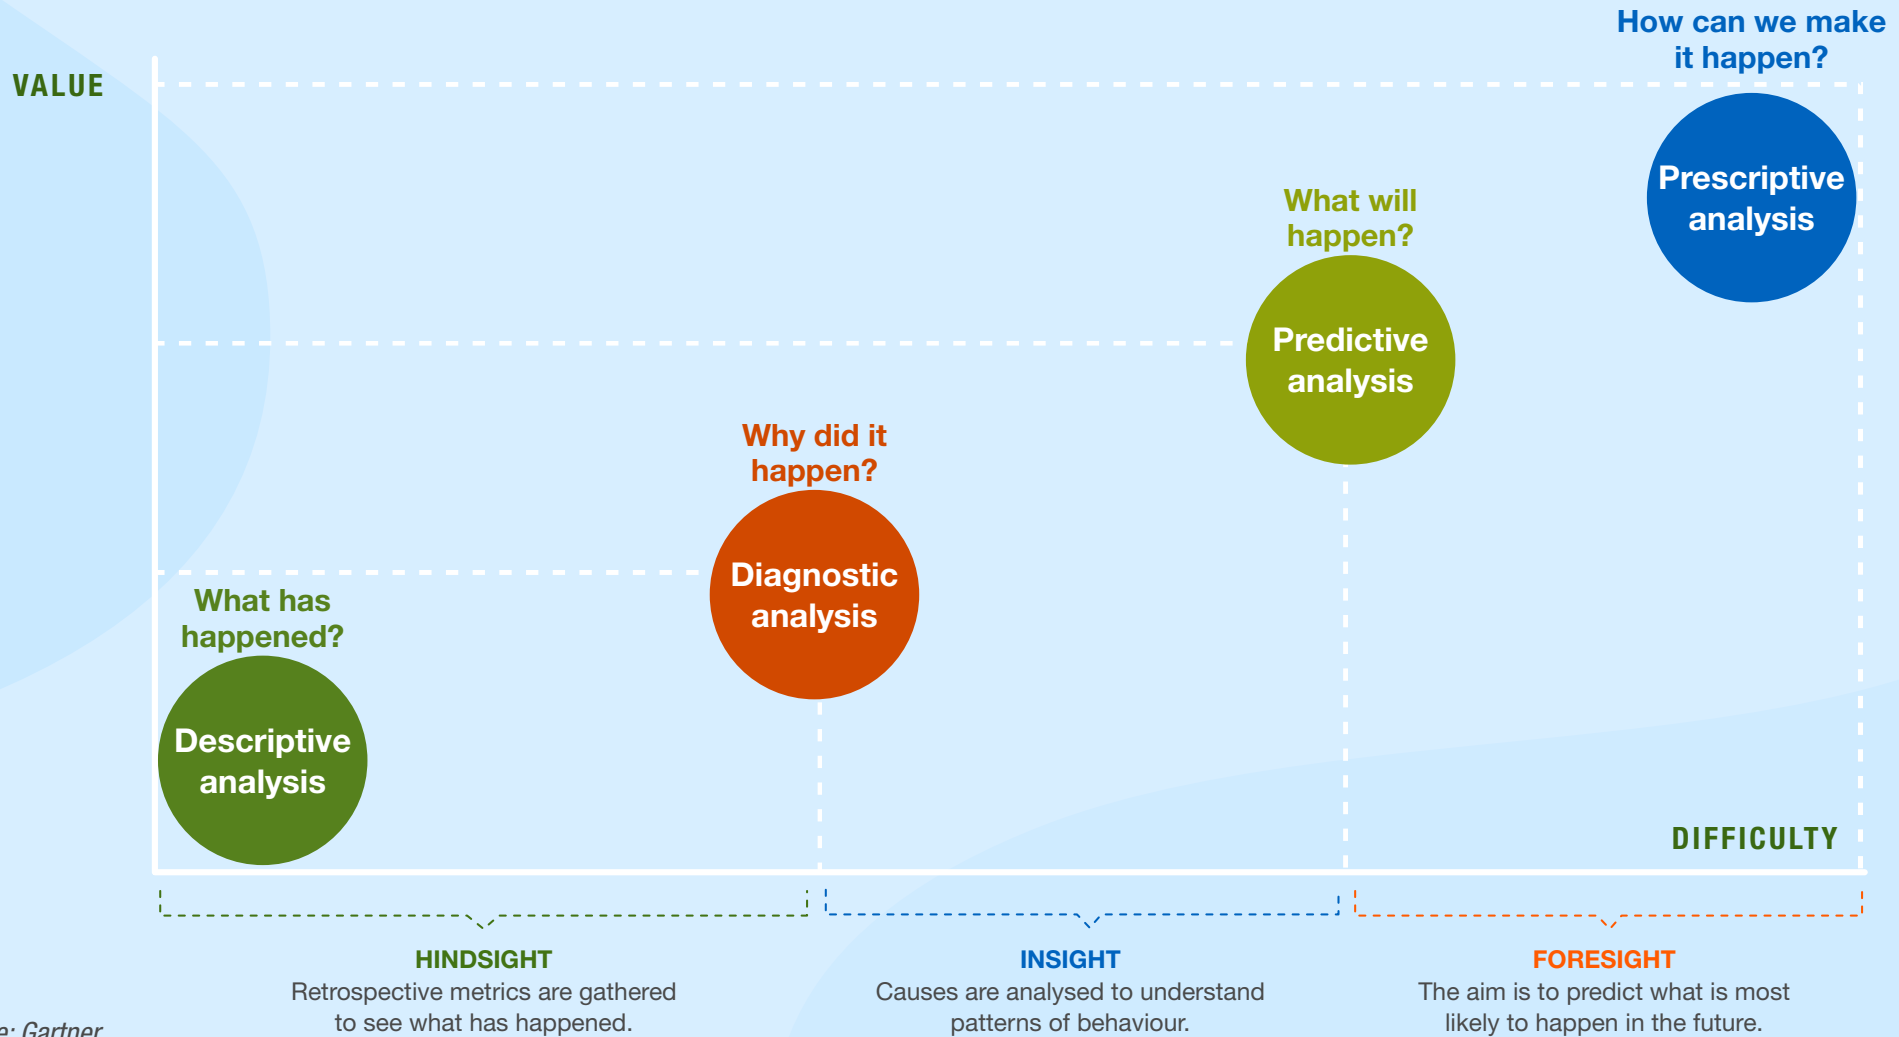 How can we make
it happen?
VALUE
Prescriptive
analysis
What will
happen?
Predictive
analysis
Why did it
happen?
Diagnostic
analysis
What has
happened?
Descriptive
analysis
DIFFICULTY
HINDSIGHT
Retrospective metrics are gathered
to see what has happened.
INSIGHT
Causes are analysed to understand
patterns of behaviour.
FORESIGHT
The aim is to predict what is most
likely to happen in the future.
e: Gartner